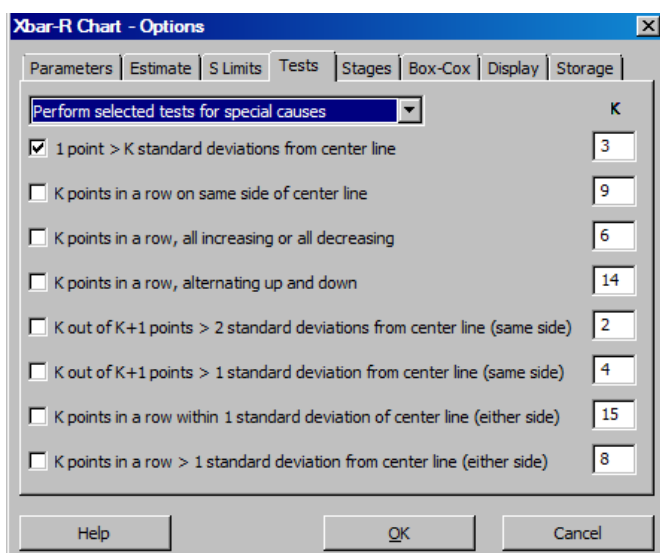 Xbar-R Chart - Options
Parameters Estimate S Limits Tests Stages Box-Cox Display Storage
Perform selected tests for special causes K
1 point > K standard deviations from center line 3
K points in a row on same side of center line 9
K points in a row, all increasing or all decreasing 6
K points in a row, alternating up and down 14
K out of K+1 points > 2 standard deviations from center line (same side) 2
K out of K+1 points > 1 standard deviation from center line (same side) 4
K points in a row within 1 standard deviation of center line (either side) 15
K points in a row > 1 standard deviation from center line (either side) 8
Help OK Cancel